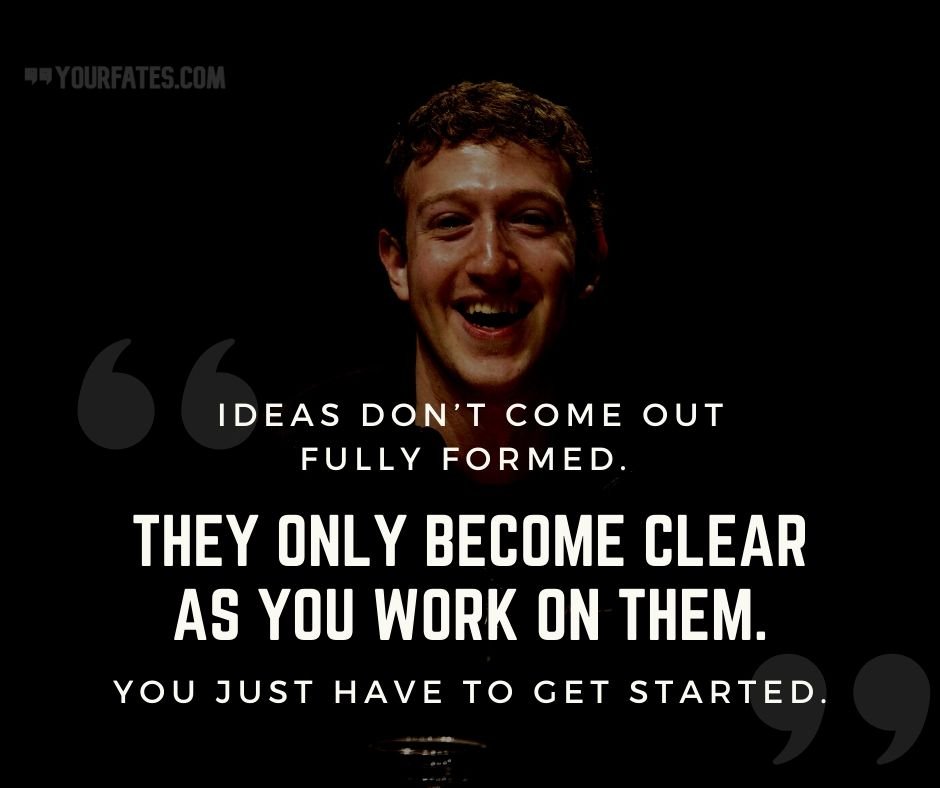 YOURFATES.COM
IDEAS DON’T COME OUT
FULLY FORMED.
THEY ONLY BECOME CLEAR
AS YOU WORK ON THEM.
YOU JUST HAVE TO GET STARTED.